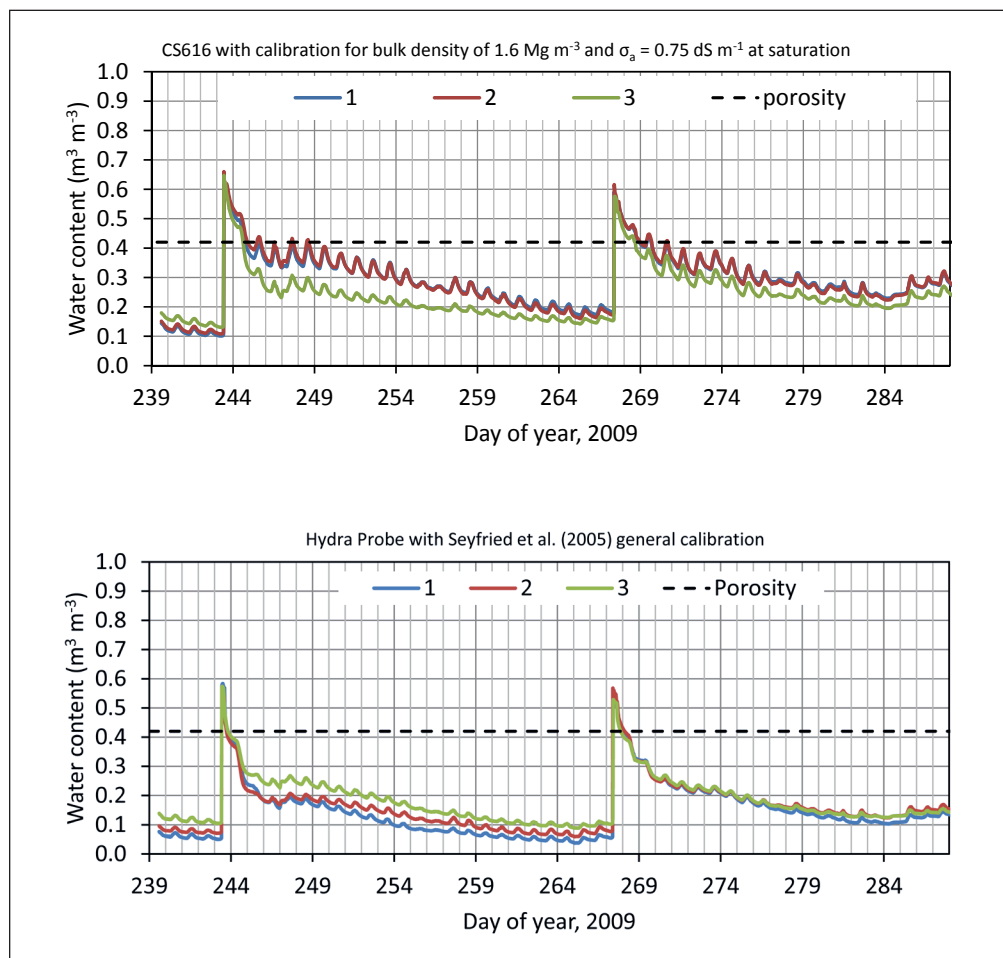 CS616 with calibration for bulk density of 1.6 Mg m⁻³ and σₐ = 0.75 dS m⁻¹ at saturation
1 2 3 porosity
Water content (m³ m⁻³)
1.0
0.9
0.8
0.7
0.6
0.5
0.4
0.3
0.2
0.1
0.0
239 244 249 254 259 264 269 274 279 284
Day of year, 2009
Hydra Probe with Seyfried et al. (2005) general calibration
1 2 3 Porosity
Water content (m³ m⁻³)
1.0
0.9
0.8
0.7
0.6
0.5
0.4
0.3
0.2
0.1
0.0
239 244 249 254 259 264 269 274 279 284
Day of year, 2009